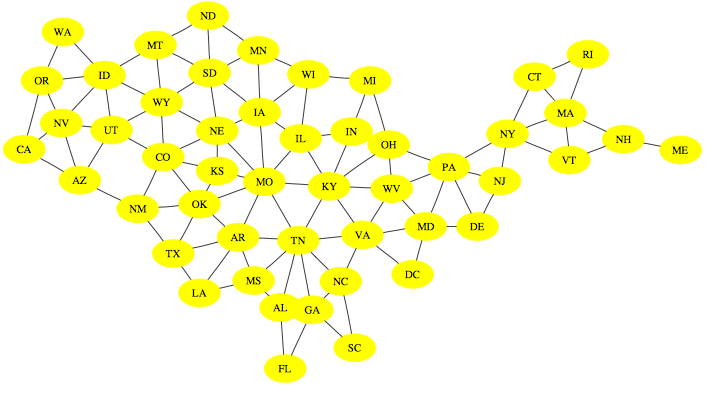 ND
WA
MT
MN
RI
ID
SD
WI
CT
OR
MI
WY
IA
MA
NV
UT
NE
IL
IN
NY
NH
CA
OH
ME
CO
VT
KS
PA
AZ
MO
KY
WV
NJ
NM
OK
AR
TN
VA
MD
DE
TX
DC
LA
MS
NC
AL
GA
SC
FL